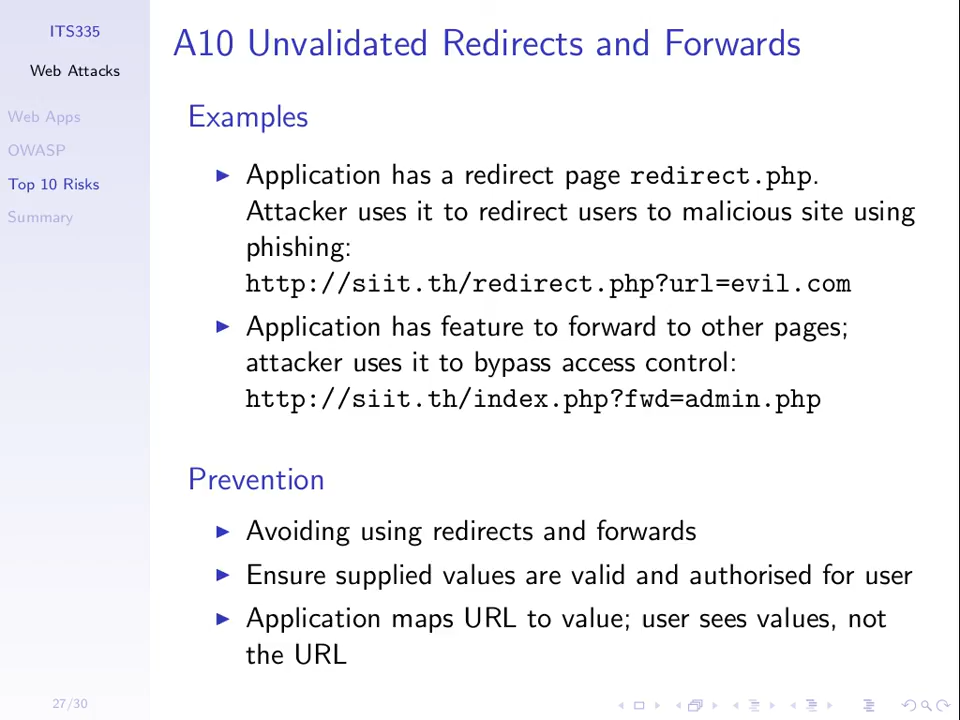 ITS335
Web Attacks
Web Apps
OWASP
Top 10 Risks
Summary
A10 Unvalidated Redirects and Forwards
Examples
Application has a redirect page redirect.php.
Attacker uses it to redirect users to malicious site using
phishing:
http://siit.th/redirect.php?url=evil.com
Application has feature to forward to other pages;
attacker uses it to bypass access control:
http://siit.th/index.php?fwd=admin.php
Prevention
Avoiding using redirects and forwards
Ensure supplied values are valid and authorised for user
Application maps URL to value; user sees values, not
the URL
27/30